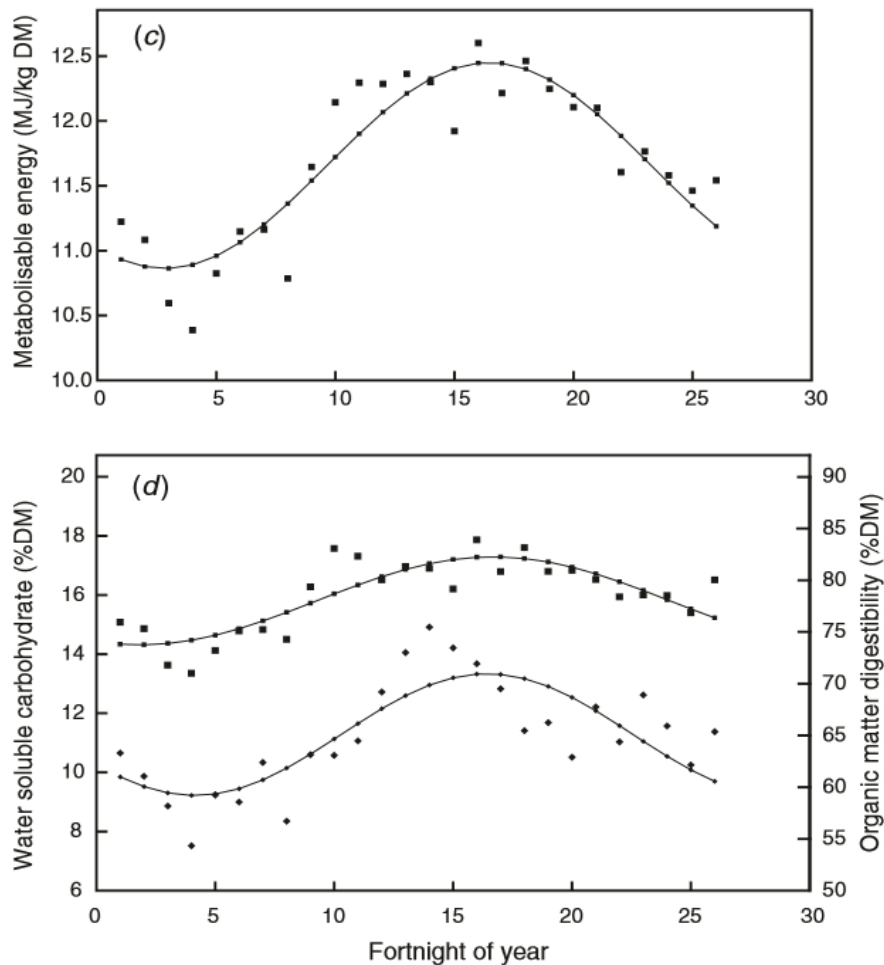 (c)
Metabolisable energy (MJ/kg DM)
12.5
12.0
11.5
11.0
10.5
10.0
0 5 10 15 20 25 30
(d)
Water soluble carbohydrate (%DM)
20
18
16
14
12
10
8
6
Organic matter digestibility (%DM)
90
85
80
75
70
65
60
55
50
0 5 10 15 20 25 30
Fortnight of year